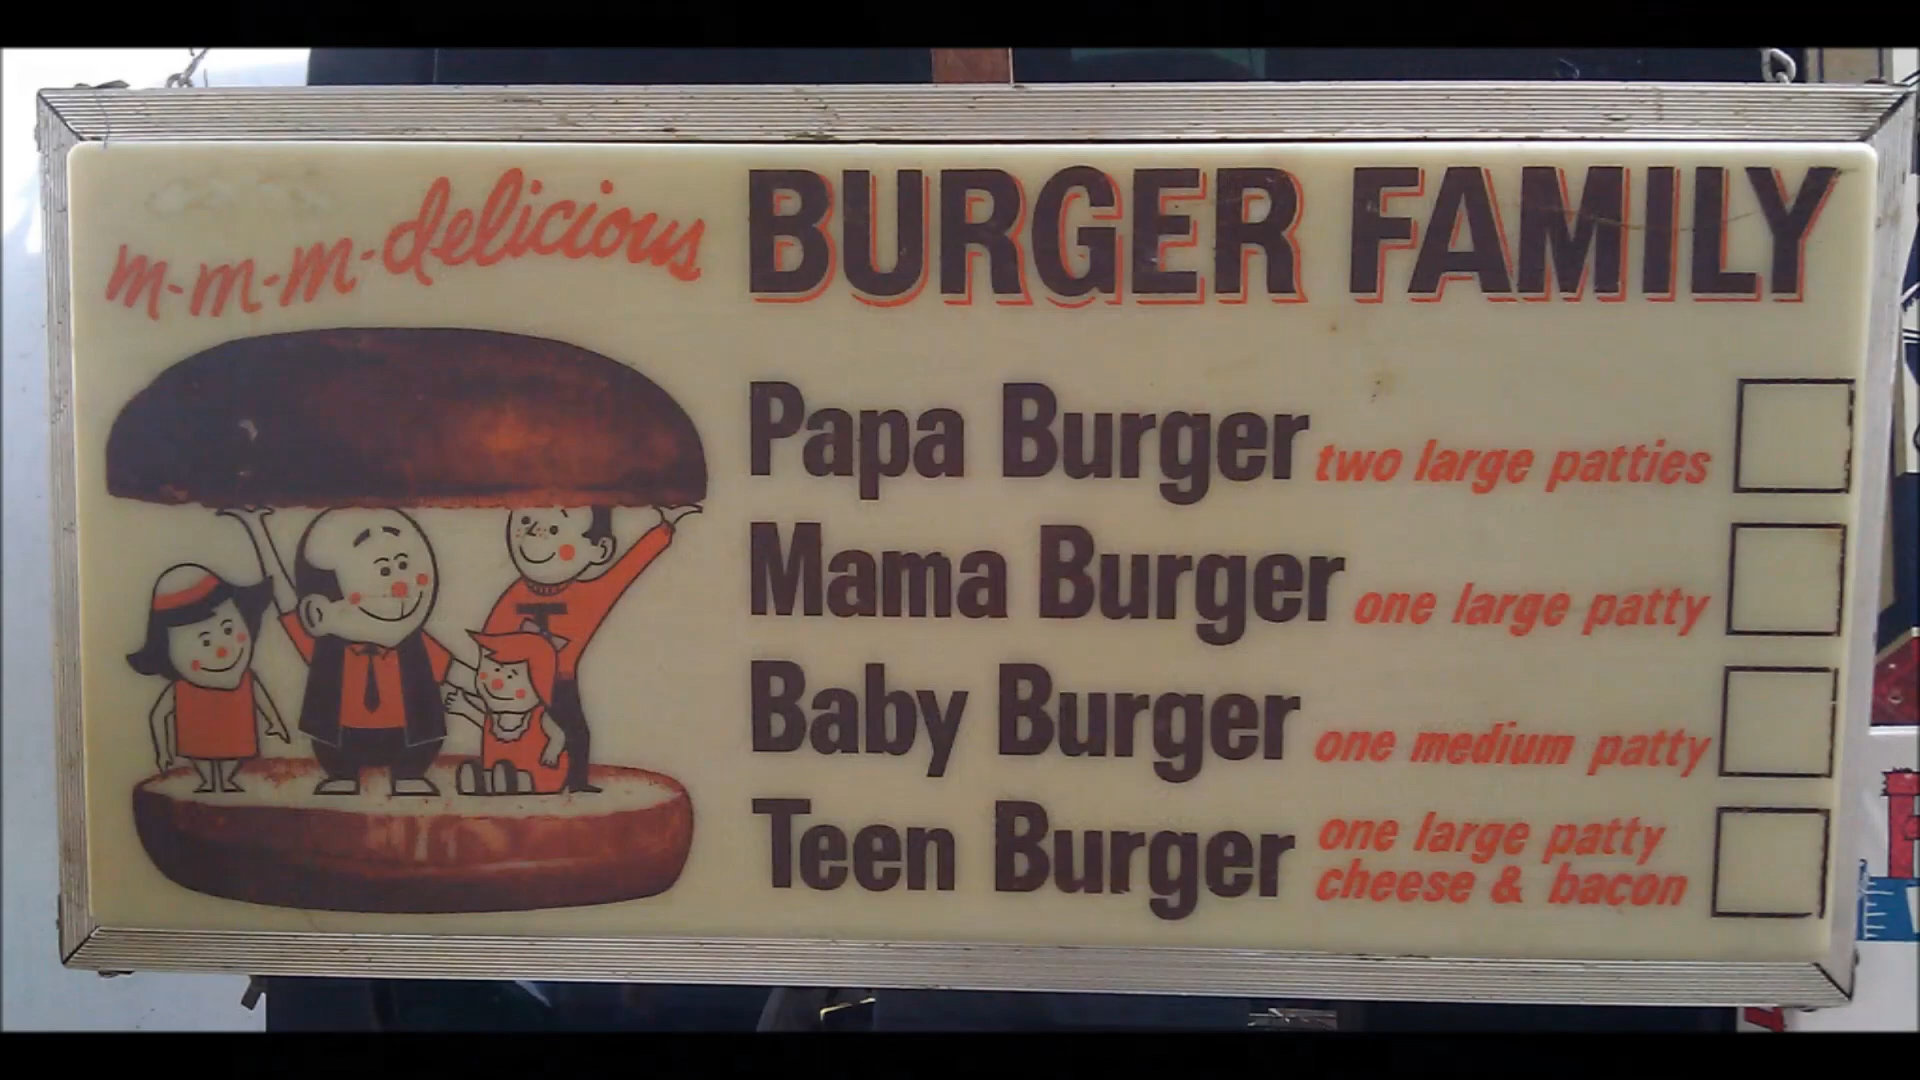 m-m-m-delicious
BURGER FAMILY
Papa Burger two large patties
Mama Burger one large patty
Baby Burger one medium patty
Teen Burger one large patty
cheese & bacon
T